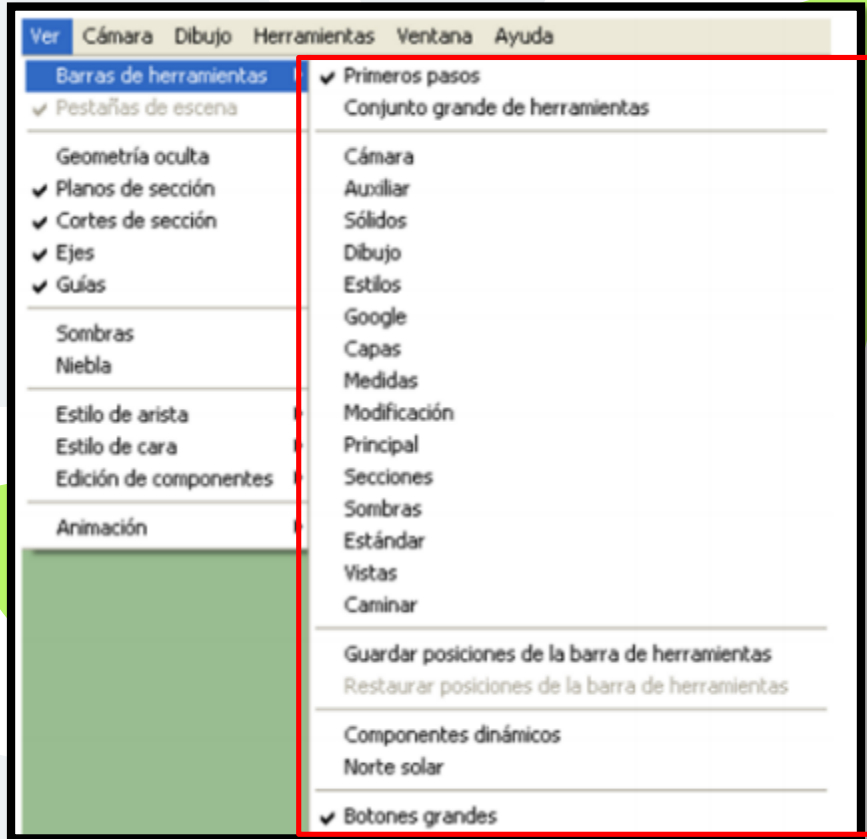 Ver Cámara Dibujo Herramientas Ventana Ayuda
Barras de herramientas
Pestañas de escena
Geometría oculta
Planos de sección
Cortes de sección
Ejes
Guías
Sombras
Niebla
Estilo de arista
Estilo de cara
Edición de componentes
Animación
Primeros pasos
Conjunto grande de herramientas
Cámara
Auxiliar
Sólidos
Dibujo
Estilos
Google
Capas
Medidas
Modificación
Principal
Secciones
Sombras
Estándar
Vistas
Caminar
Guardar posiciones de la barra de herramientas
Restaurar posiciones de la barra de herramientas
Componentes dinámicos
Norte solar
Botones grandes